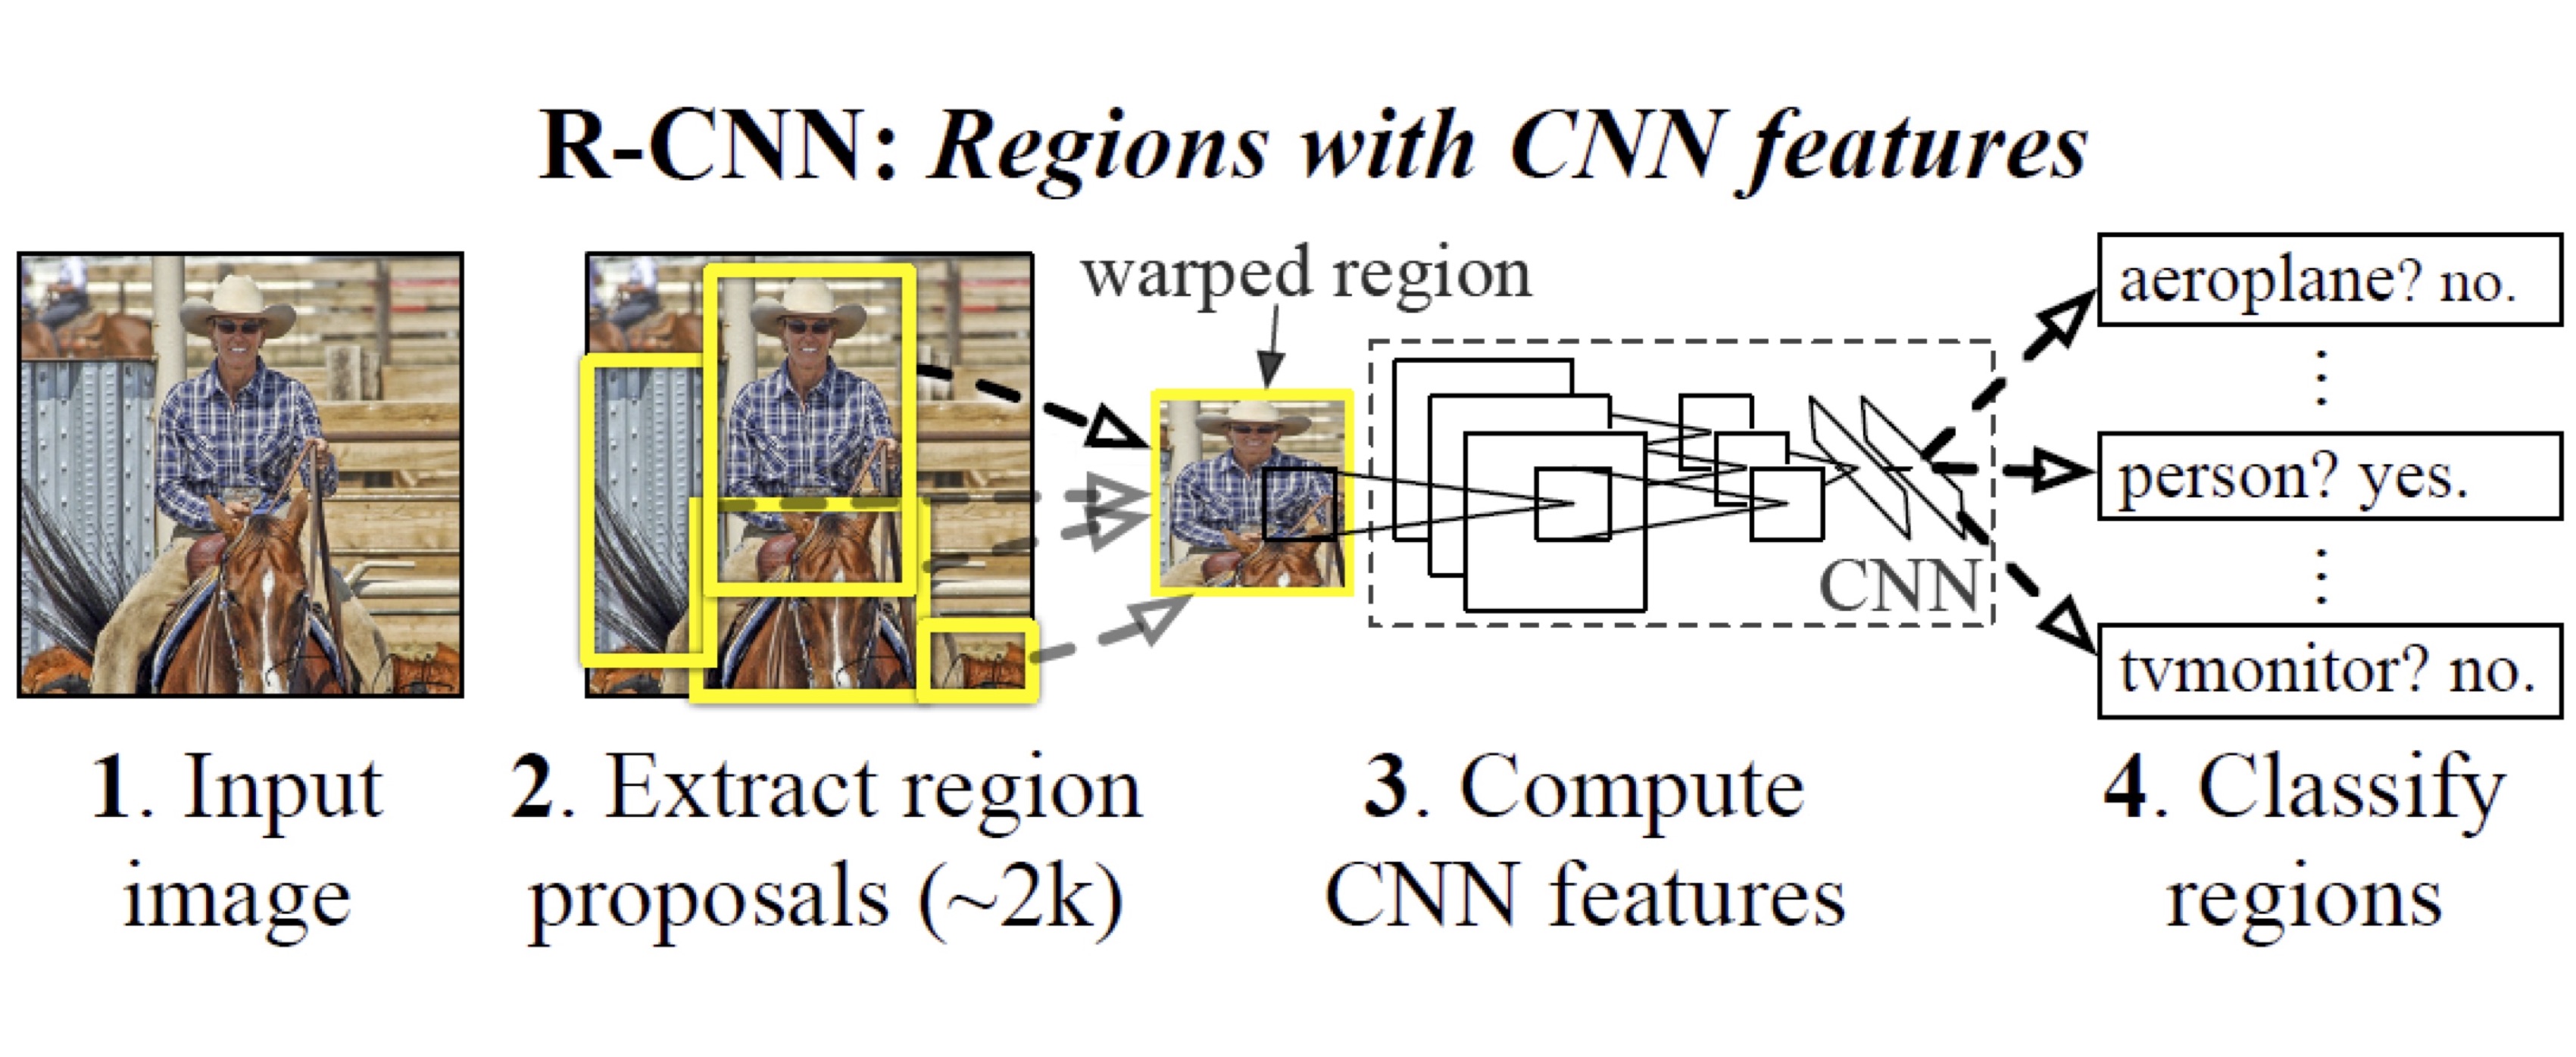 R-CNN: Regions with CNN features
warped region
aeroplane? no.
person? yes.
tvmonitor? no.
CNN
1. Input
image
2. Extract region
proposals (~2k)
3. Compute
CNN features
4. Classify
regions